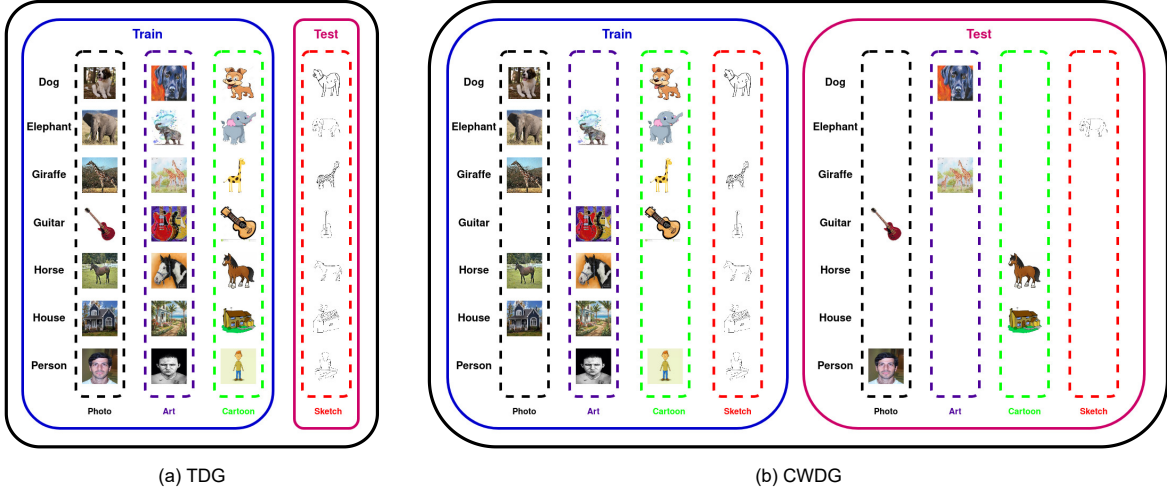 Train
Test
Dog
Elephant
Giraffe
Guitar
Horse
House
Person
Photo
Art
Cartoon
Sketch
(a) TDG
Train
Test
Dog
Elephant
Giraffe
Guitar
Horse
House
Person
Photo
Art
Cartoon
Sketch
Dog
Elephant
Giraffe
Guitar
Horse
House
Person
Photo
Art
Cartoon
Sketch
(b) CWDG